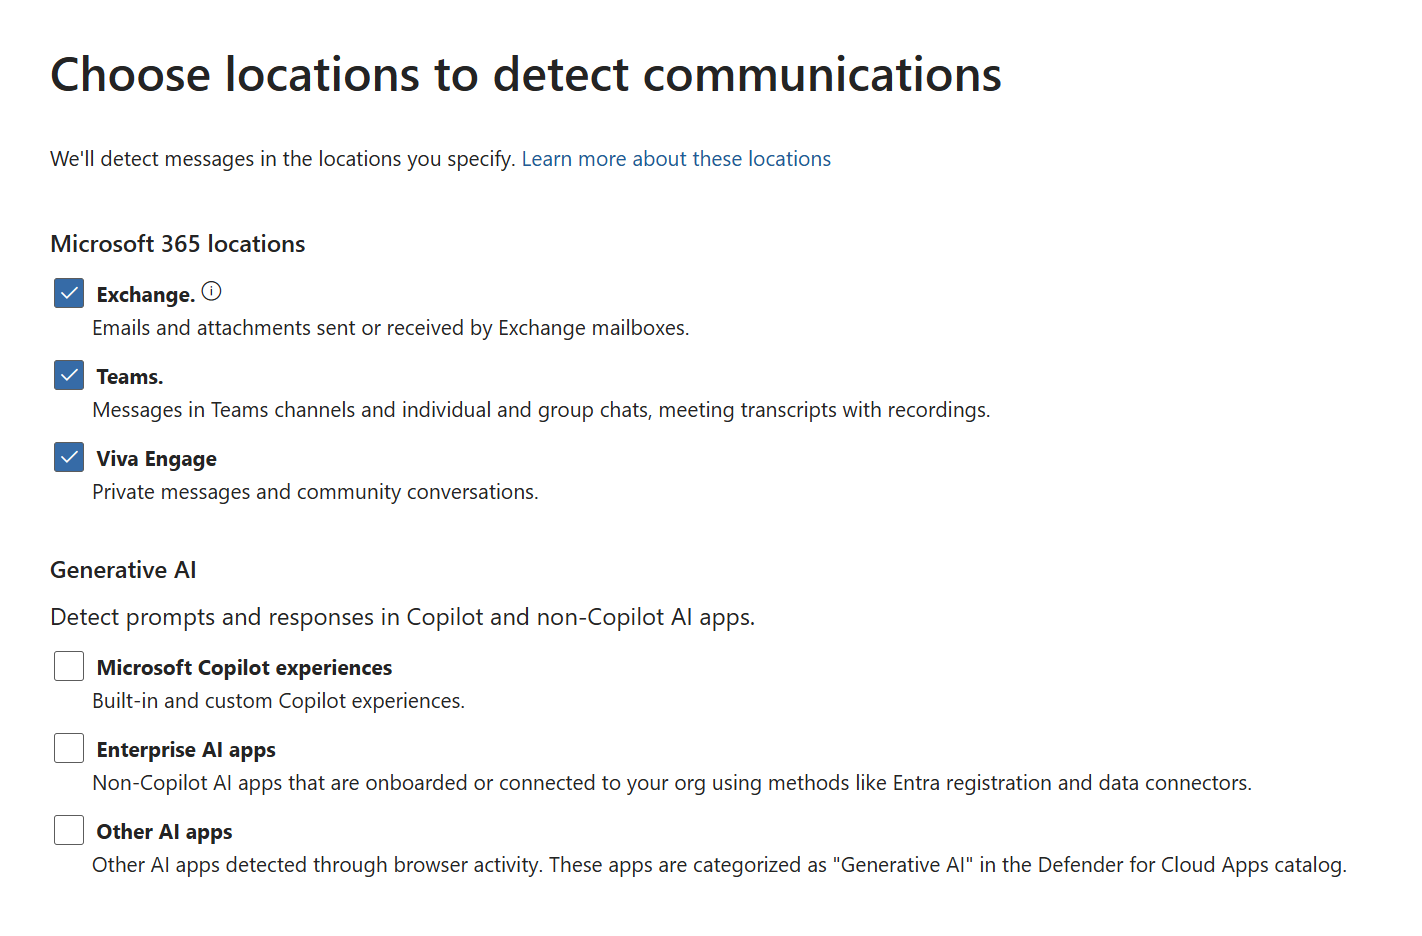 Choose locations to detect communications
We'll detect messages in the locations you specify. Learn more about these locations
Microsoft 365 locations
Exchange.
Emails and attachments sent or received by Exchange mailboxes.
Teams.
Messages in Teams channels and individual and group chats, meeting transcripts with recordings.
Viva Engage
Private messages and community conversations.
Generative AI
Detect prompts and responses in Copilot and non-Copilot AI apps.
Microsoft Copilot experiences
Built-in and custom Copilot experiences.
Enterprise AI apps
Non-Copilot AI apps that are onboarded or connected to your org using methods like Entra registration and data connectors.
Other AI apps
Other AI apps detected through browser activity. These apps are categorized as "Generative AI" in the Defender for Cloud Apps catalog.